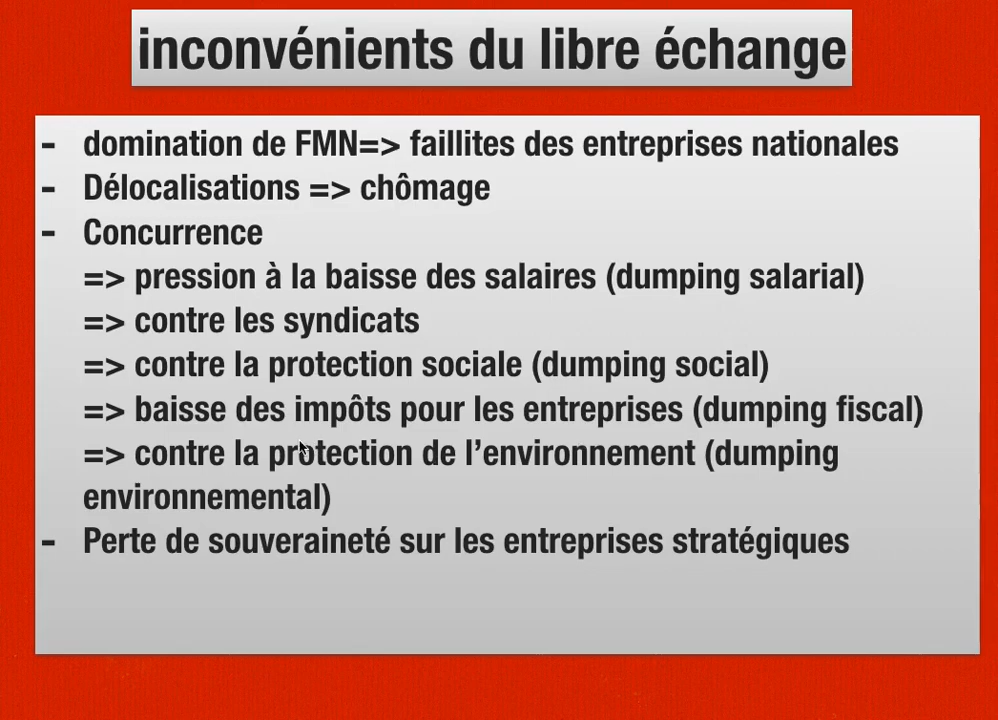 inconvénients du libre échange
- domination de FMN=> faillites des entreprises nationales
- Délocalisations => chômage
- Concurrence
=> pression à la baisse des salaires (dumping salarial)
=> contre les syndicats
=> contre la protection sociale (dumping social)
=> baisse des impôts pour les entreprises (dumping fiscal)
=> contre la protection de l’environnement (dumping
environnemental)
- Perte de souveraineté sur les entreprises stratégiques